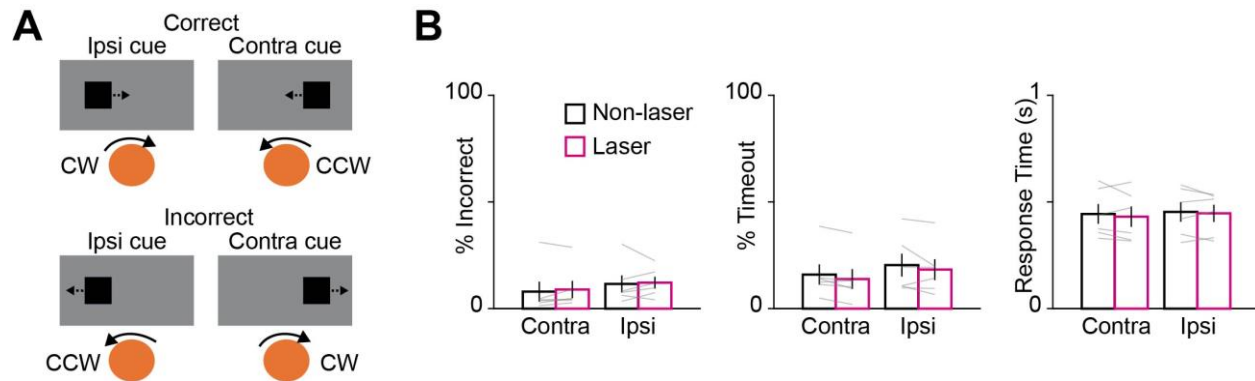 A
Correct
Ipsi cue
Contra cue
CW
CCW
Incorrect
Ipsi cue
Contra cue
CCW
CW
B
100
% Incorrect
0
Contra
Ipsi
Non-laser
Laser
100
% Timeout
0
Contra
Ipsi
1
Response Time (s)
0
Contra
Ipsi